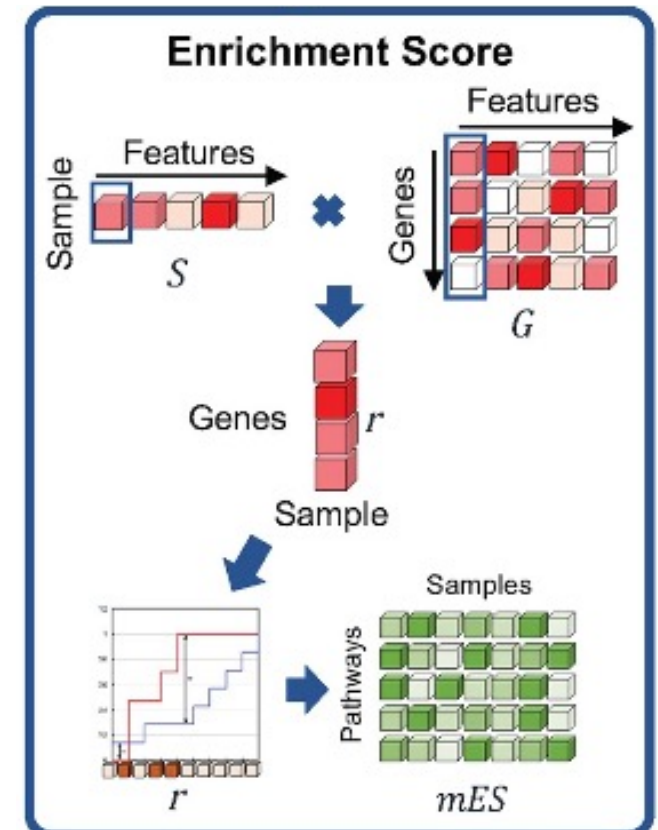 Enrichment Score
Features
Sample
S
Features
Genes
G
Genes
r
Sample
r
Samples
Pathways
mES